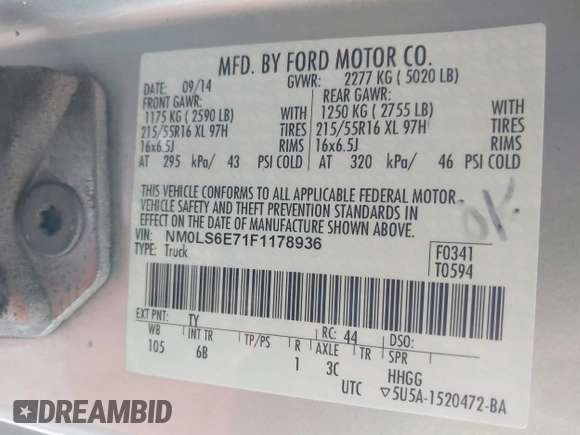 MFD. BY FORD MOTOR CO.
DATE: 09/14 GVWR: 2277 KG ( 5020 LB)
FRONT GAWR: REAR GAWR:
1175 KG ( 2590 LB) WITH 1250 KG ( 2755 LB) WITH
215/55R16 XL 97H TIRES 215/55R16 XL 97H TIRES
16x6.5J RIMS 16x6.5J RIMS
AT 295 kPa/ 43 PSI COLD AT 320 kPa/ 46 PSI COLD
THIS VEHICLE CONFORMS TO ALL APPLICABLE FEDERAL MOTOR
VEHICLE SAFETY AND THEFT PREVENTION STANDARDS IN
EFFECT ON THE DATE OF MANUFACTURE SHOWN ABOVE.
OK
VIN: NM0LS6E71F1178936
TYPE: Truck
F0341
T0594
EXT PNT: TY RC: 44 DSO:
WB INT TR TP/PS R AXLE TR SPR
105 6B 1 3C HHGG
UTC ▽5U5A-1520472-BA
DREAMBID
DREAMBID